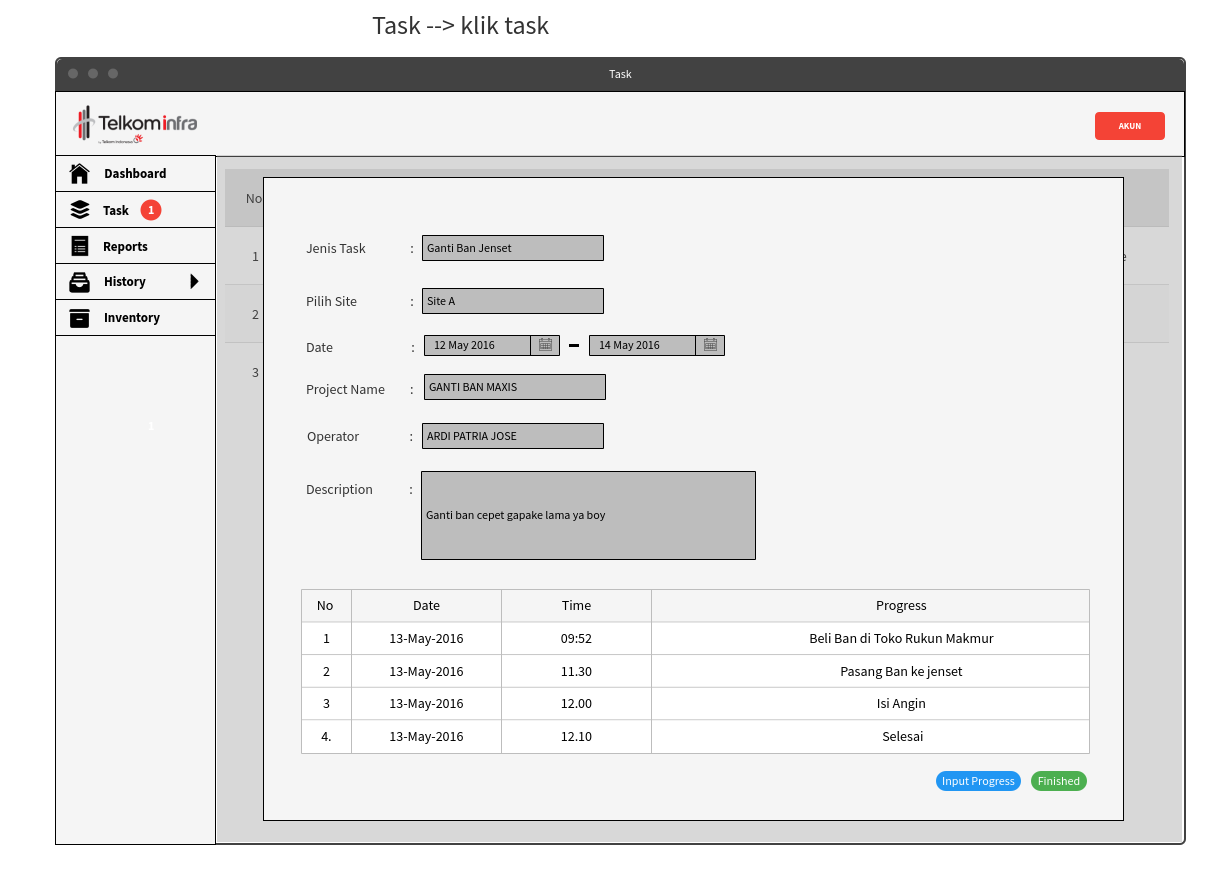 Task --> klik task
Task
Telkominfra
by Telkom Indonesia
AKUN
Dashboard
Task 1
Reports
History
Inventory
1
No
1
2
3
e
Jenis Task : Ganti Ban Jenset
Pilih Site : Site A
Date : 12 May 2016 – 14 May 2016
Project Name : GANTI BAN MAXIS
Operator : ARDI PATRIA JOSE
Description : Ganti ban cepet gapake lama ya boy
No Date Time Progress
1 13-May-2016 09:52 Beli Ban di Toko Rukun Makmur
2 13-May-2016 11.30 Pasang Ban ke jenset
3 13-May-2016 12.00 Isi Angin
4. 13-May-2016 12.10 Selesai
Input Progress Finished